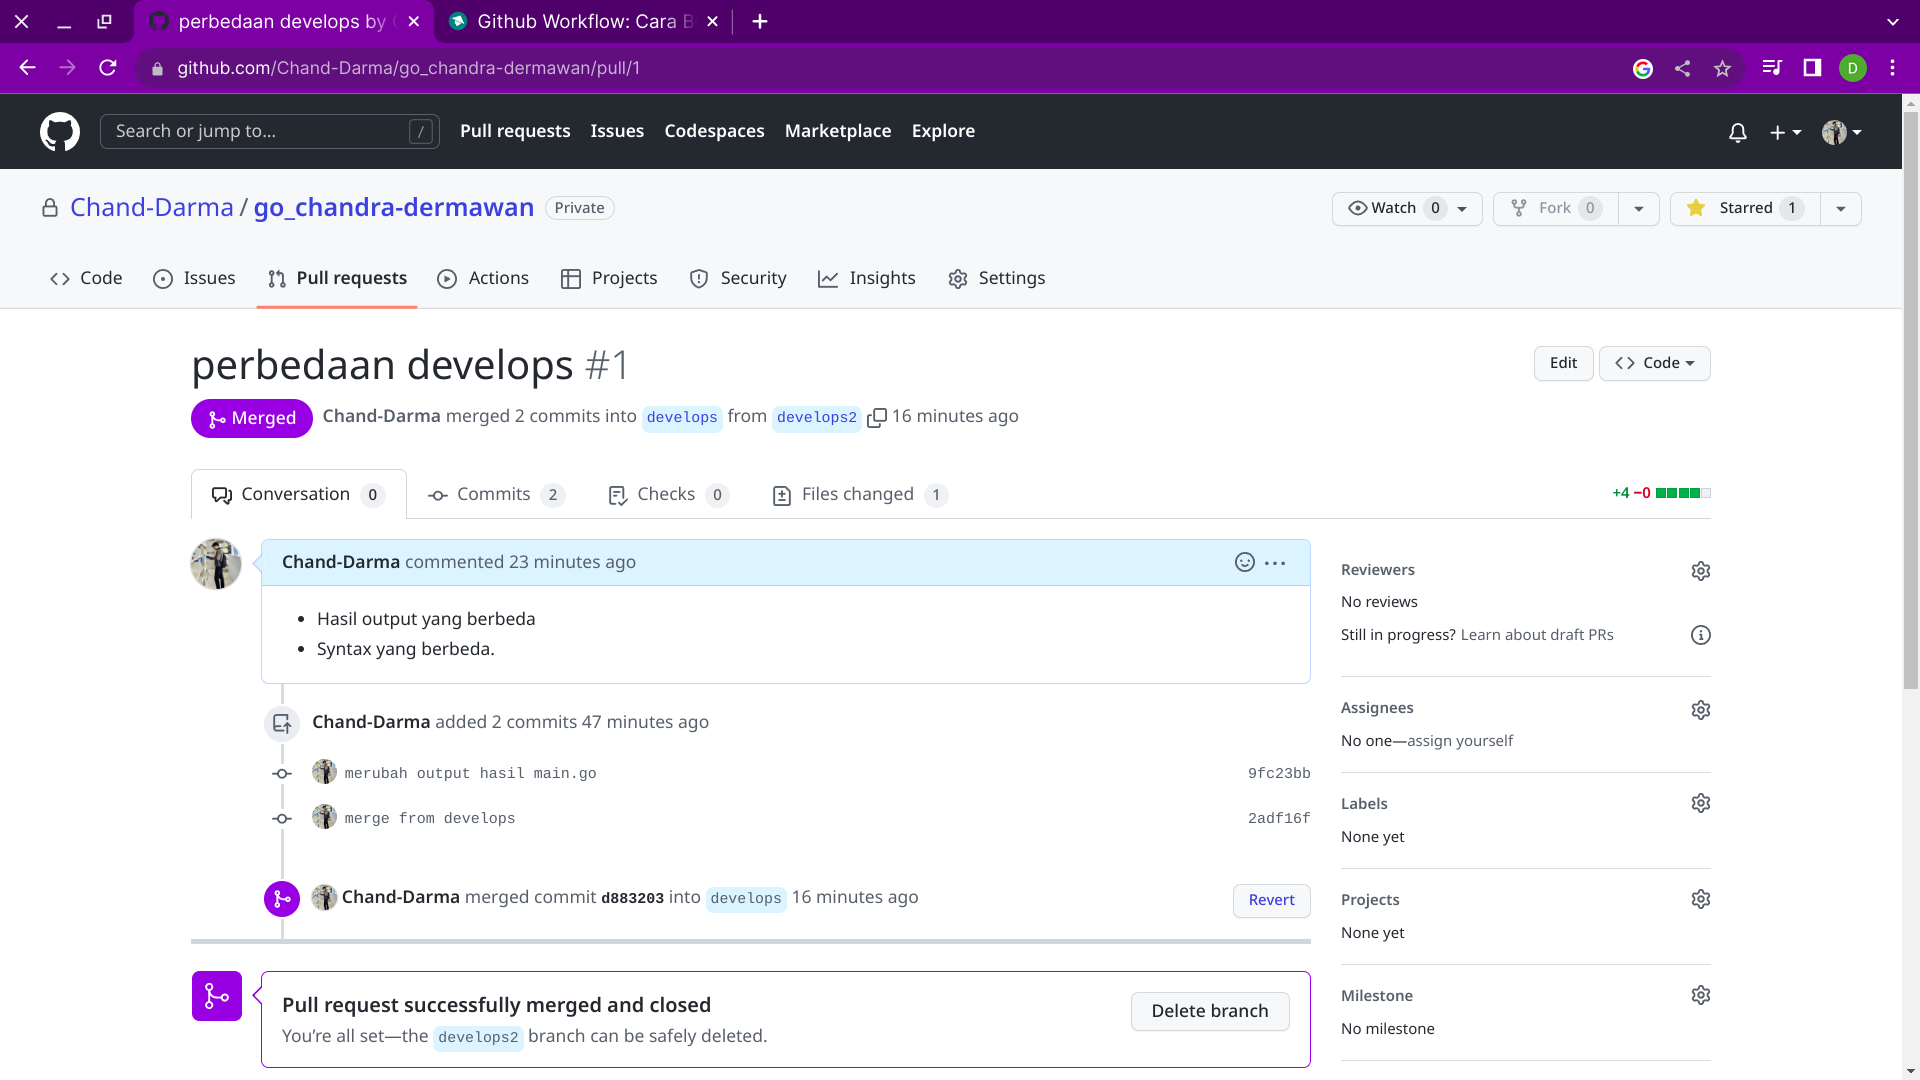 perbedaan develops by
Github Workflow: Cara B
github.com/Chand-Darma/go_chandra-dermawan/pull/1
D
Search or jump to...
/
Pull requests
Issues
Codespaces
Marketplace
Explore
Chand-Darma / go_chandra-dermawan
Private
Watch 0
Fork 0
Starred 1
Code
Issues
Pull requests
Actions
Projects
Security
Insights
Settings
perbedaan develops #1
Edit
Code
Merged
Chand-Darma merged 2 commits into develops from develops2 16 minutes ago
Conversation 0
Commits 2
Checks 0
Files changed 1
+4 −0
Chand-Darma commented 23 minutes ago
• Hasil output yang berbeda
• Syntax yang berbeda.
Chand-Darma added 2 commits 47 minutes ago
merubah output hasil main.go 9fc23bb
merge from develops 2adf16f
Chand-Darma merged commit d883203 into develops 16 minutes ago
Revert
Pull request successfully merged and closed
You’re all set—the develops2 branch can be safely deleted.
Delete branch
Reviewers
No reviews
Still in progress? Learn about draft PRs
Assignees
No one—assign yourself
Labels
None yet
Projects
None yet
Milestone
No milestone